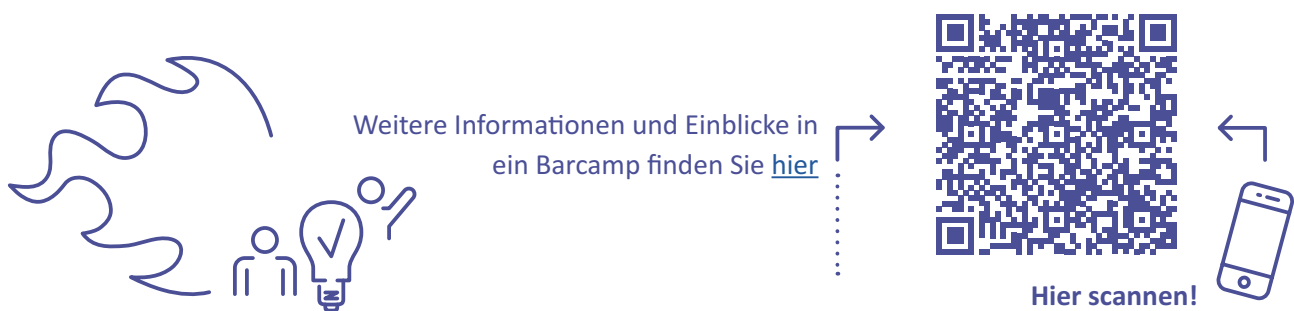 Weitere Informationen und Einblicke in
ein Barcamp finden Sie hier
Hier scannen!